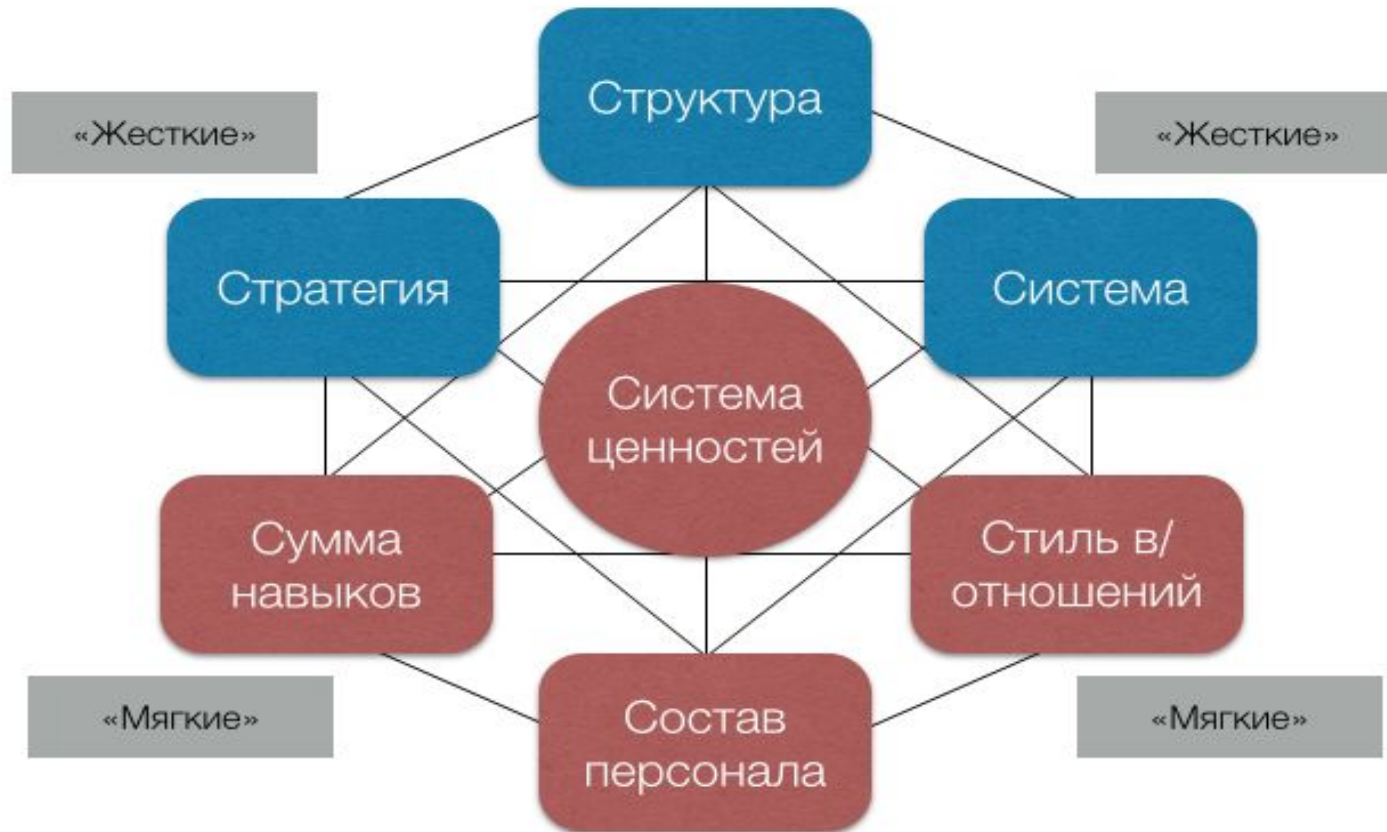 Структура
«Жесткие»
«Жесткие»
Стратегия
Система
Система
ценностей
Сумма
навыков
Стиль в/
отношений
«Мягкие»
«Мягкие»
Состав
персонала